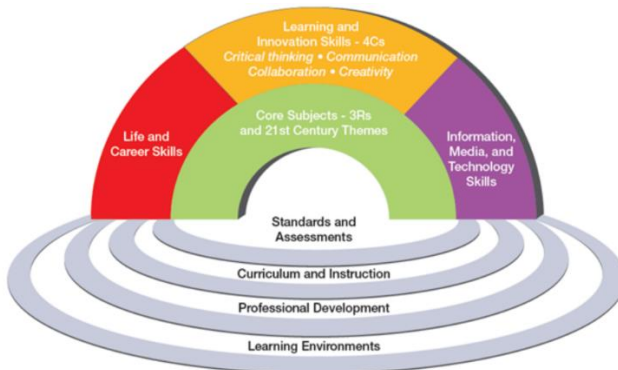 Learning and
Innovation Skills - 4Cs
Critical thinking • Communication
Collaboration • Creativity
Core Subjects - 3Rs
and 21st Century Themes
Life and
Career Skills
Information,
Media, and
Technology
Skills
Standards and
Assessments
Curriculum and Instruction
Professional Development
Learning Environments